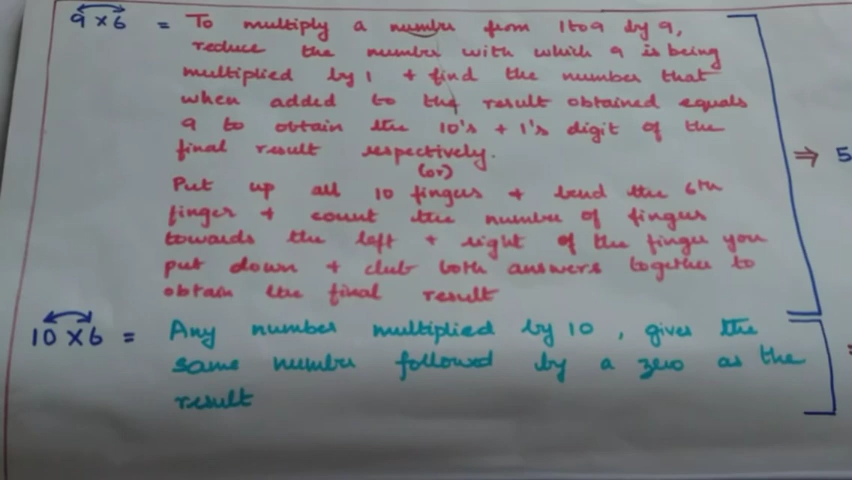 9 × 6 = To multiply a number from 1 to 9 by 9,
reduce the number with which 9 is being
multiplied by 1 + find the number that
when added to the result obtained equals
9 to obtain the 10's + 1's digit of the
final result respectively.
⇒ 5
(or)
Put up all 10 fingers + bend the 6th
finger + count the number of fingers
towards the left + right of the finger you
put down + club both answers together to
obtain the final result
10 × 6 = Any number multiplied by 10, gives the
same number followed by a zero as the
result